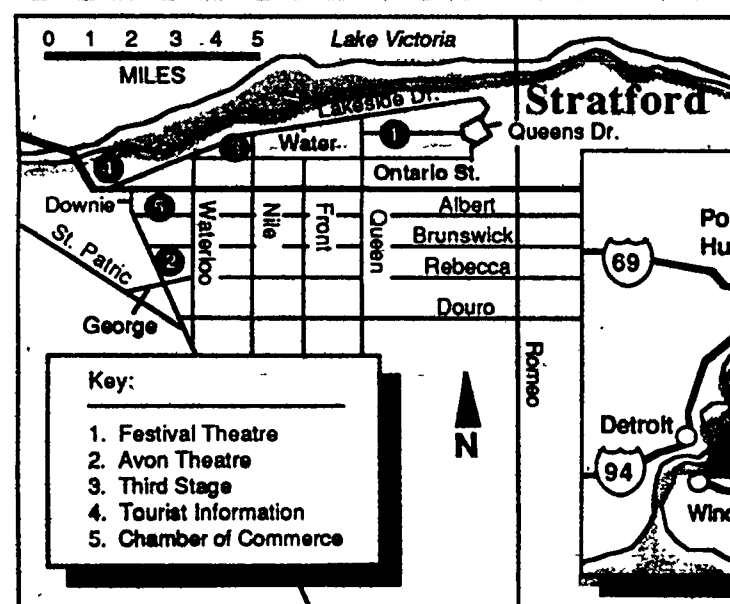 0 1 2 3 4 5
MILES
Lake Victoria
Lakeside Dr.
Stratford
1
Queens Dr.
Water
Ontario St.
Downie
5
Albert
Waterloo
Nile
Front
Queen
Brunswick
St. Patric
2
Rebecca
George
Douro
Romeo
69
Key:
1. Festival Theatre
2. Avon Theatre
3. Third Stage
4. Tourist Information
5. Chamber of Commerce
N
Detroit
94